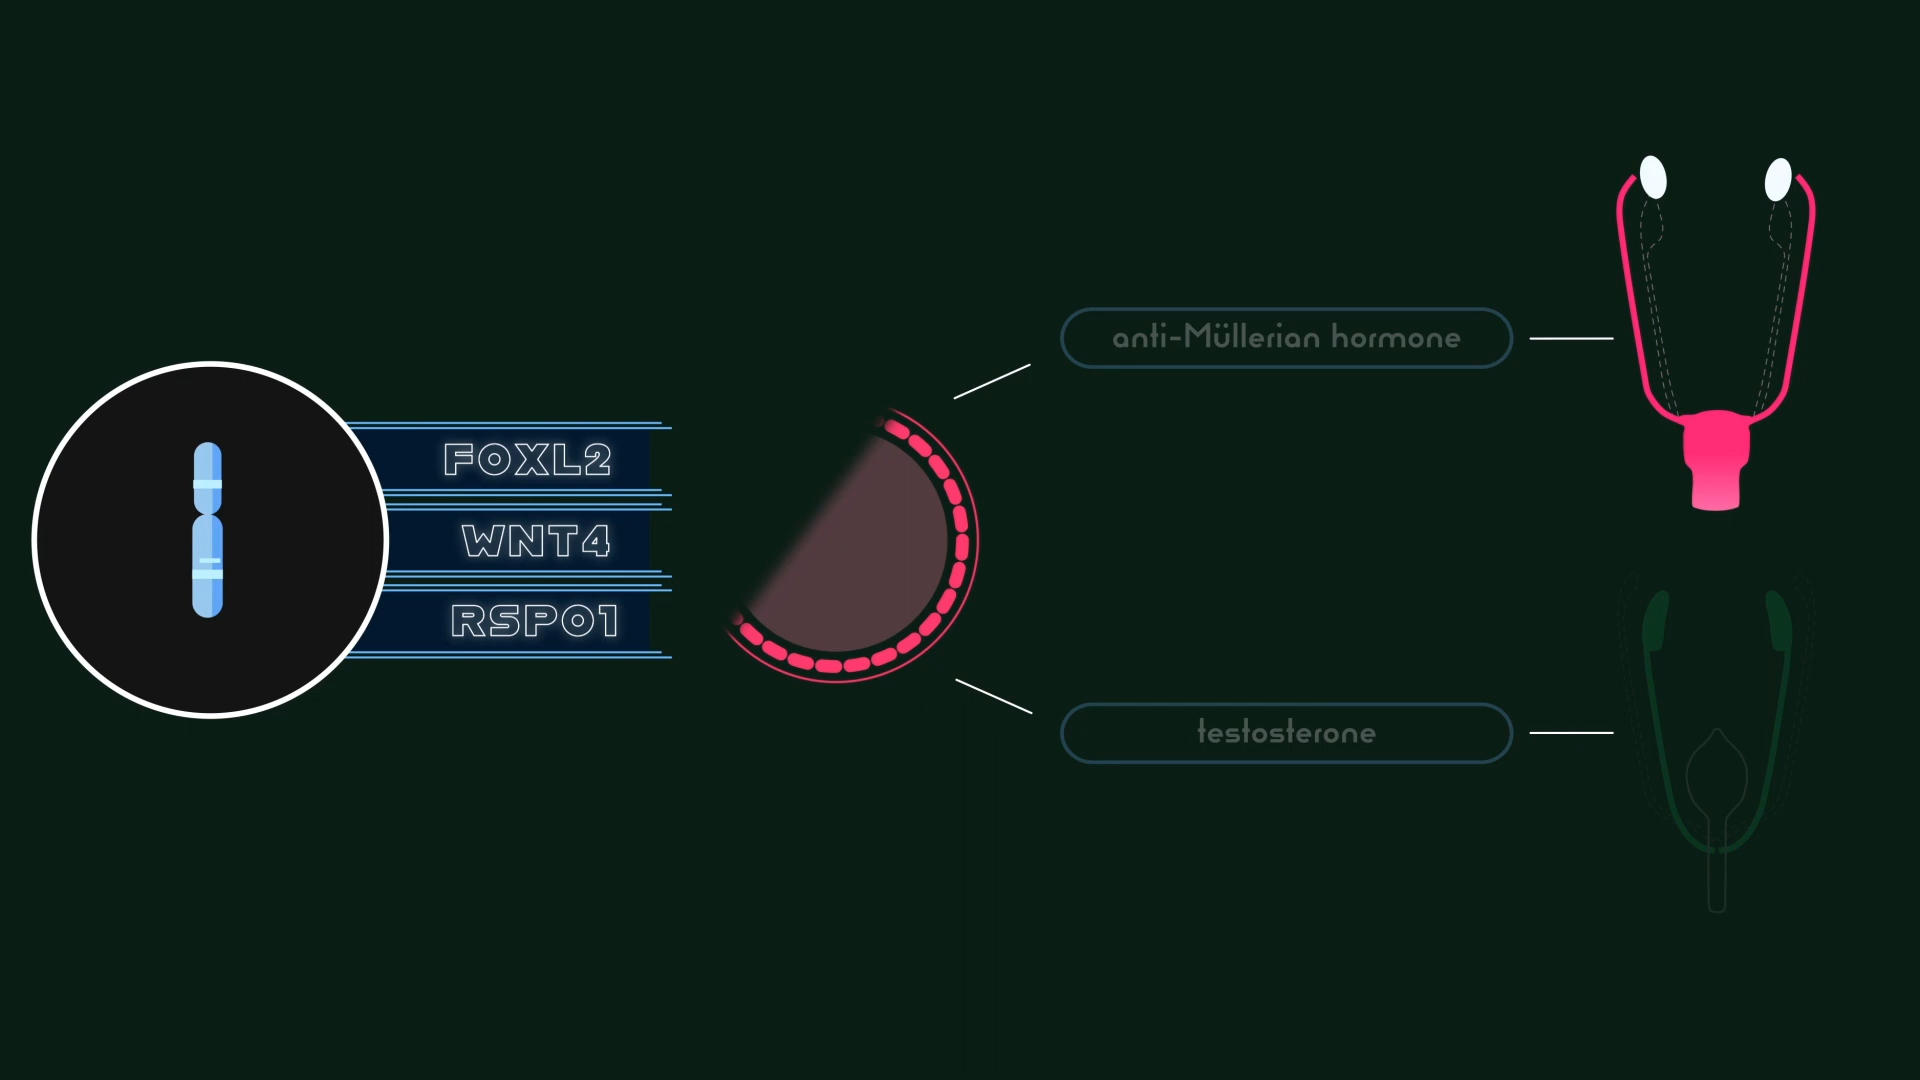 FOXL2
WNT4
RSPO1
anti-Müllerian hormone
testosterone